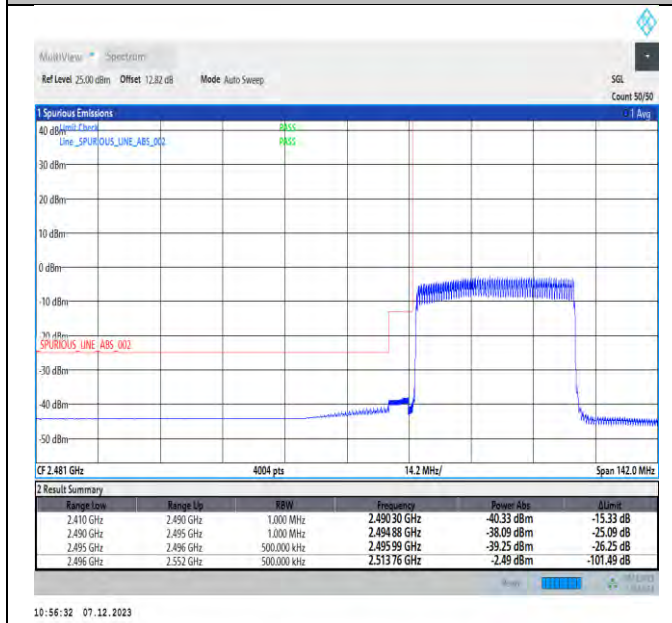 MultiView Spectrum
Ref Level 25.00 dBm Offset 12.82 dB Mode Auto Sweep SGL
Count 50/50
1 Spurious Emissions 1 Avg
40 dBm Limit Check PASS
Line _SPURIOUS_LINE_ABS_002 PASS
30 dBm
20 dBm
10 dBm
0 dBm
-10 dBm
-20 dBm
_SPURIOUS_LINE_ABS_002
-30 dBm
-40 dBm
-50 dBm
CF 2.481 GHz 4004 pts 14.2 MHz/ Span 142.0 MHz
2 Result Summary
Range Low Range Up RBW Frequency Power Abs ΔLimit
2.410 GHz 2.490 GHz 1.000 MHz 2.490 30 GHz -40.33 dBm -15.33 dB
2.490 GHz 2.495 GHz 1.000 MHz 2.494 88 GHz -38.09 dBm -25.09 dB
2.495 GHz 2.496 GHz 500.000 kHz 2.495 99 GHz -39.25 dBm -26.25 dB
2.496 GHz 2.552 GHz 500.000 kHz 2.513 76 GHz -2.49 dBm -101.49 dB
10:56:32 07.12.2023